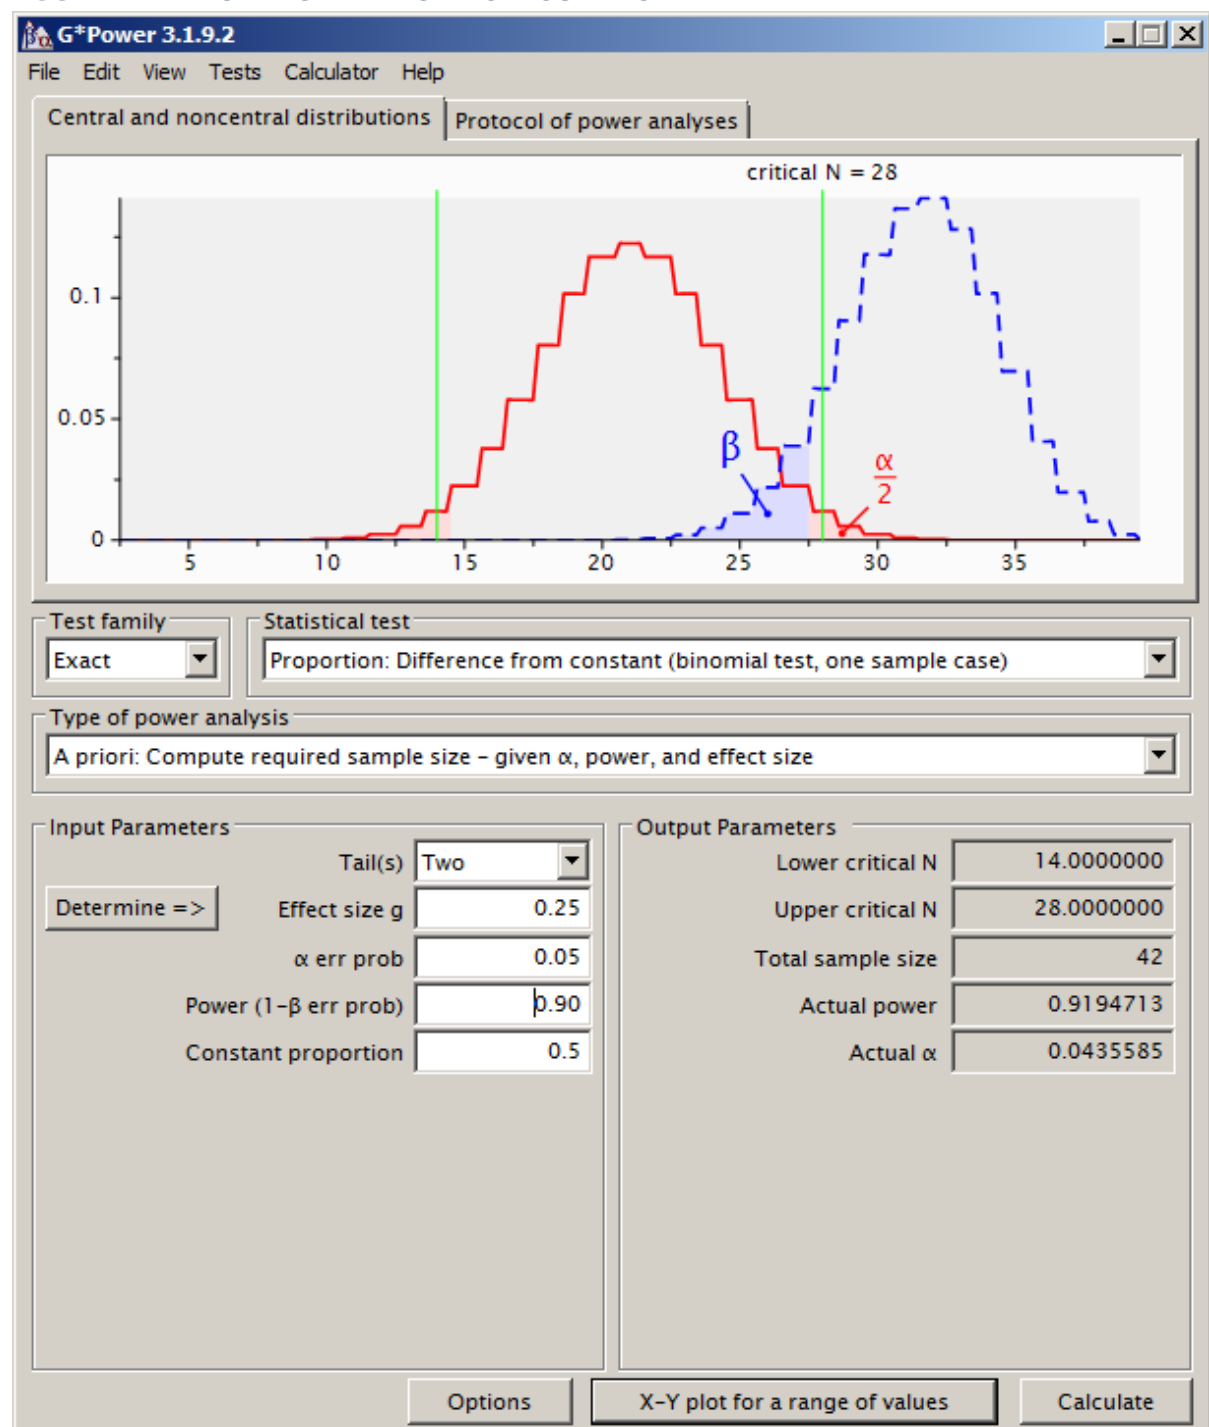 G*Power 3.1.9.2
File Edit View Tests Calculator Help
Central and noncentral distributions Protocol of power analyses
critical N = 28
0.1
0.05
0
β
α
2
5 10 15 20 25 30 35
Test family Statistical test
Exact Proportion: Difference from constant (binomial test, one sample case)
Type of power analysis
A priori: Compute required sample size – given α, power, and effect size
Input Parameters
Tail(s) Two
Determine => Effect size g 0.25
α err prob 0.05
Power (1–β err prob) 0.90
Constant proportion 0.5
Output Parameters
Lower critical N 14.0000000
Upper critical N 28.0000000
Total sample size 42
Actual power 0.9194713
Actual α 0.0435585
Options X–Y plot for a range of values Calculate